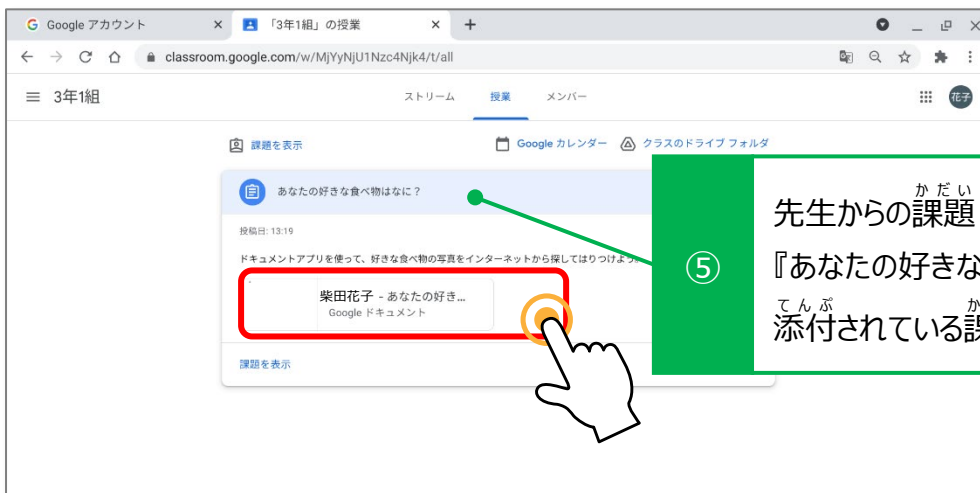 Google アカウント
「3年1組」の授業
classroom.google.com/w/MjYyNjU1Nzc4Njk4/t/all
3年1組
ストリーム 授業 メンバー
花子
課題を表示
Google カレンダー
クラスのドライブ フォルダ
あなたの好きな食べ物はなに？
投稿日: 13:19
ドキュメントアプリを使って、好きな食べ物の写真をインターネットから探してはりつけよう
柴田花子 - あなたの好き...
Google ドキュメント
課題を表示
⑤
かだい
先生からの課題
『あなたの好きな
てんぷ か
添付されている課